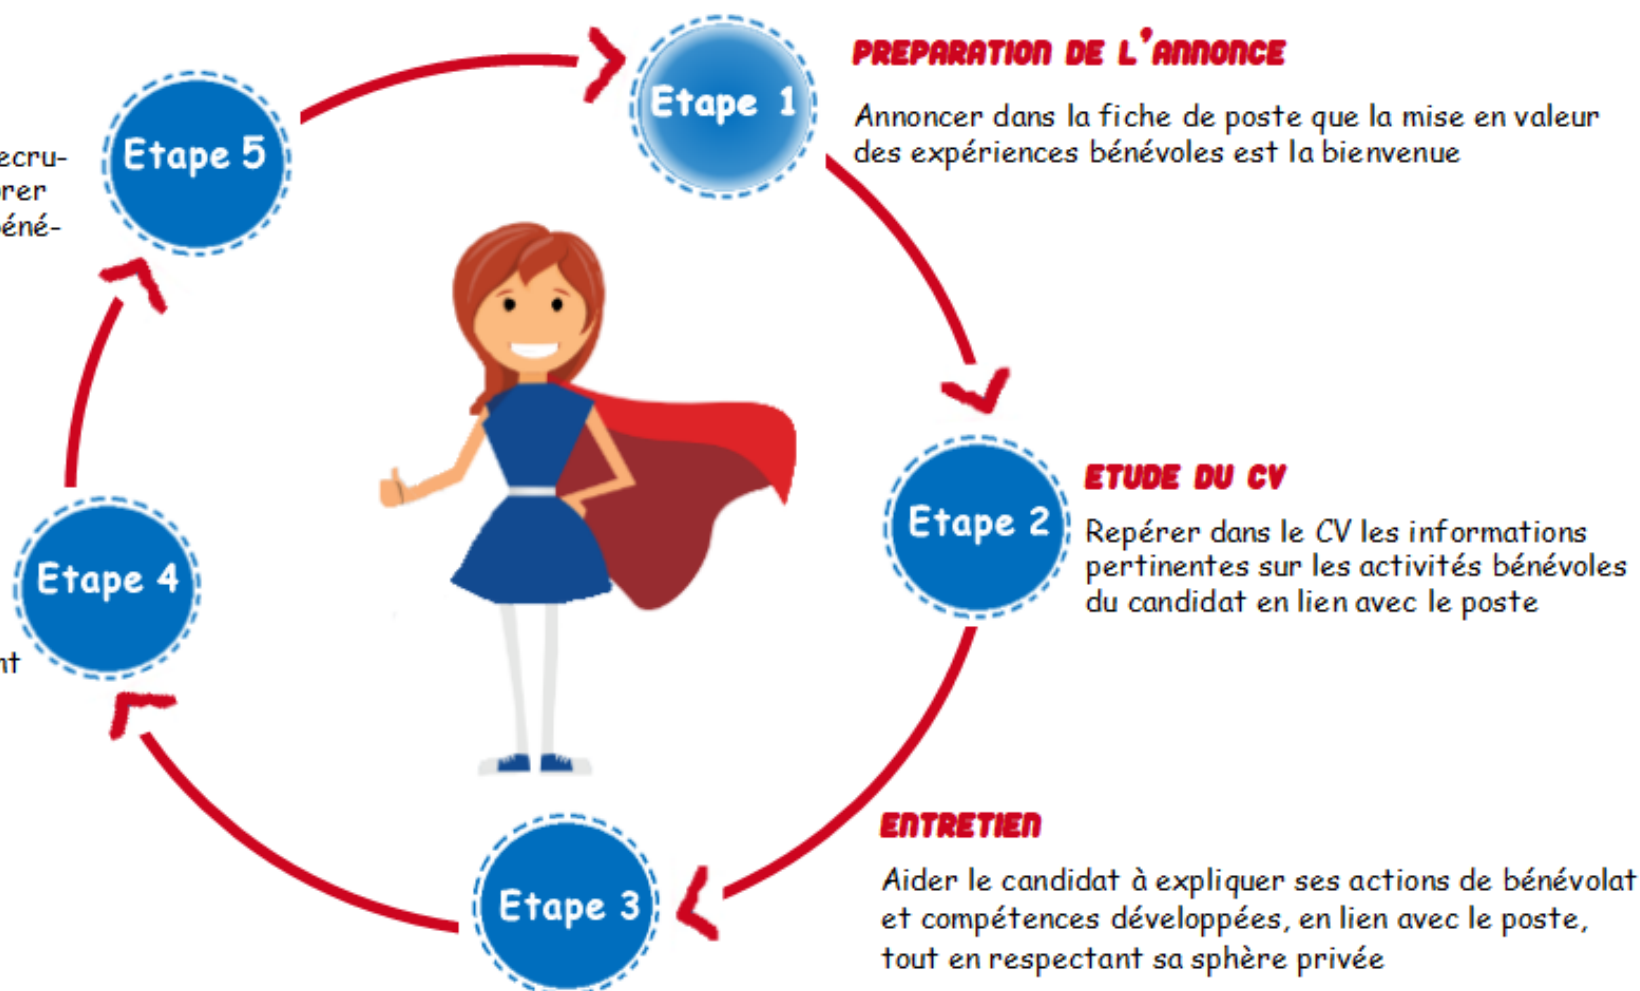 Etape 1
PREPARATION DE L'ANNONCE
Annoncer dans la fiche de poste que la mise en valeur
des expériences bénévoles est la bienvenue
Etape 2
ETUDE DU CV
Repérer dans le CV les informations
pertinentes sur les activités bénévoles
du candidat en lien avec le poste
Etape 3
ENTRETIEN
Aider le candidat à expliquer ses actions de bénévolat
et compétences développées, en lien avec le poste,
tout en respectant sa sphère privée
Etape 4
Etape 5